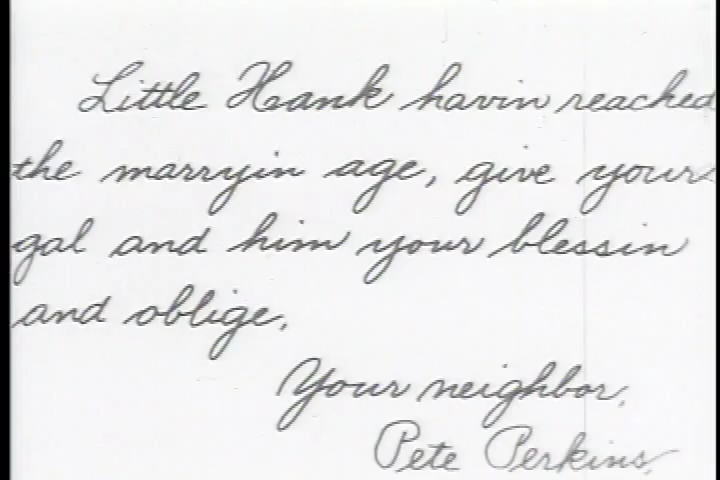 Little Hank havin reached
the marryin age, give your
gal and him your blessin
and oblige.
Your neighbor,
Pete Perkins.